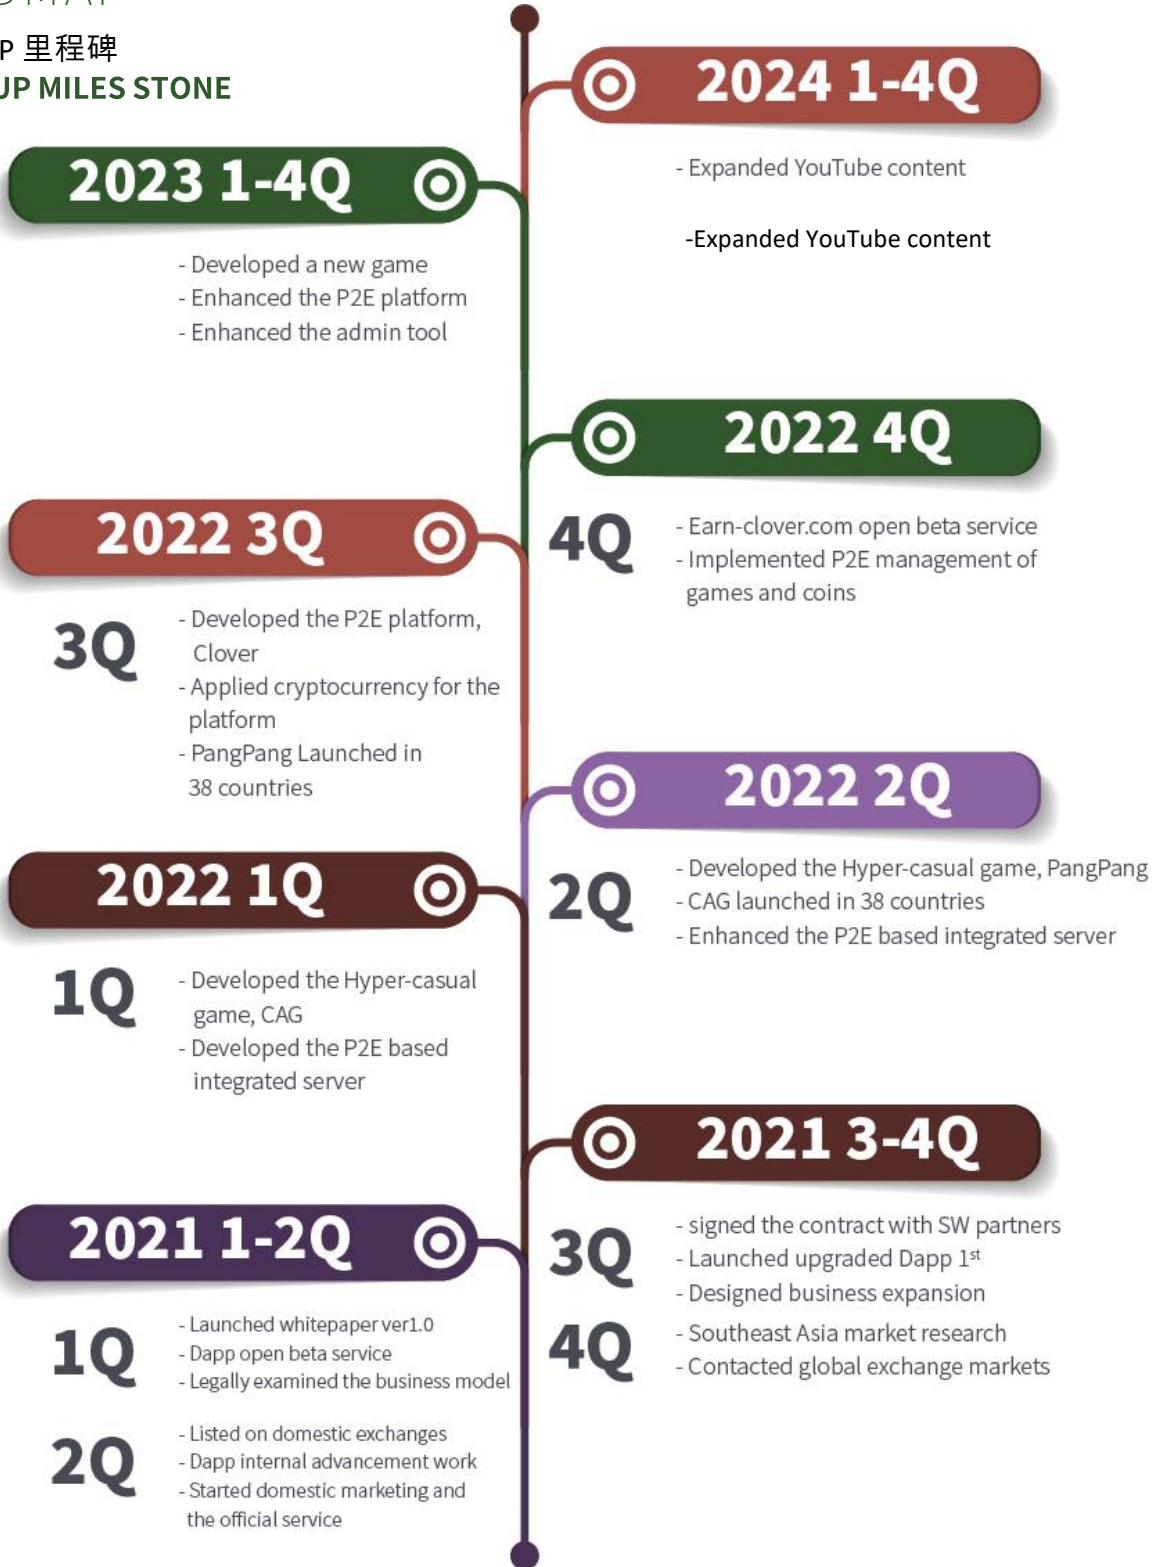 P 里程碑
UP MILES STONE
2024 1-4Q
- Expanded YouTube content
-Expanded YouTube content
2023 1-4Q
- Developed a new game
- Enhanced the P2E platform
- Enhanced the admin tool
2022 4Q
4Q
- Earn-clover.com open beta service
- Implemented P2E management of
games and coins
2022 3Q
3Q
- Developed the P2E platform,
Clover
- Applied cryptocurrency for the
platform
- PangPang Launched in
38 countries
2022 2Q
2Q
- Developed the Hyper-casual game, PangPang
- CAG launched in 38 countries
- Enhanced the P2E based integrated server
2022 1Q
1Q
- Developed the Hyper-casual
game, CAG
- Developed the P2E based
integrated server
2021 3-4Q
3Q
- signed the contract with SW partners
- Launched upgraded Dapp 1st
- Designed business expansion
4Q
- Southeast Asia market research
- Contacted global exchange markets
2021 1-2Q
1Q
- Launched whitepaper ver1.0
- Dapp open beta service
- Legally examined the business model
2Q
- Listed on domestic exchanges
- Dapp internal advancement work
- Started domestic marketing and
the official service